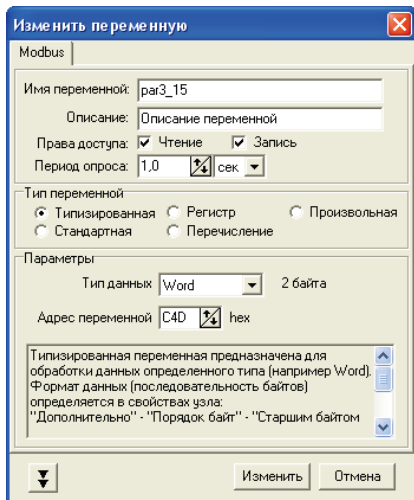 Изменить переменную
Modbus
Имя переменной: par3_15
Описание: Описание переменной
Права доступа: Чтение Запись
Период опроса: 1,0 сек
Тип переменной
Типизированная Регистр Произвольная
Стандартная Перечисление
Параметры
Тип данных Word 2 байта
Адрес переменной C4D hex
Типизированная переменная предназначена для
обработки данных определенного типа (например Word).
Формат данных (последовательность байтов)
определяется в свойствах узла:
"Дополнительно" - "Порядок байт" - "Старшим байтом
Изменить Отмена